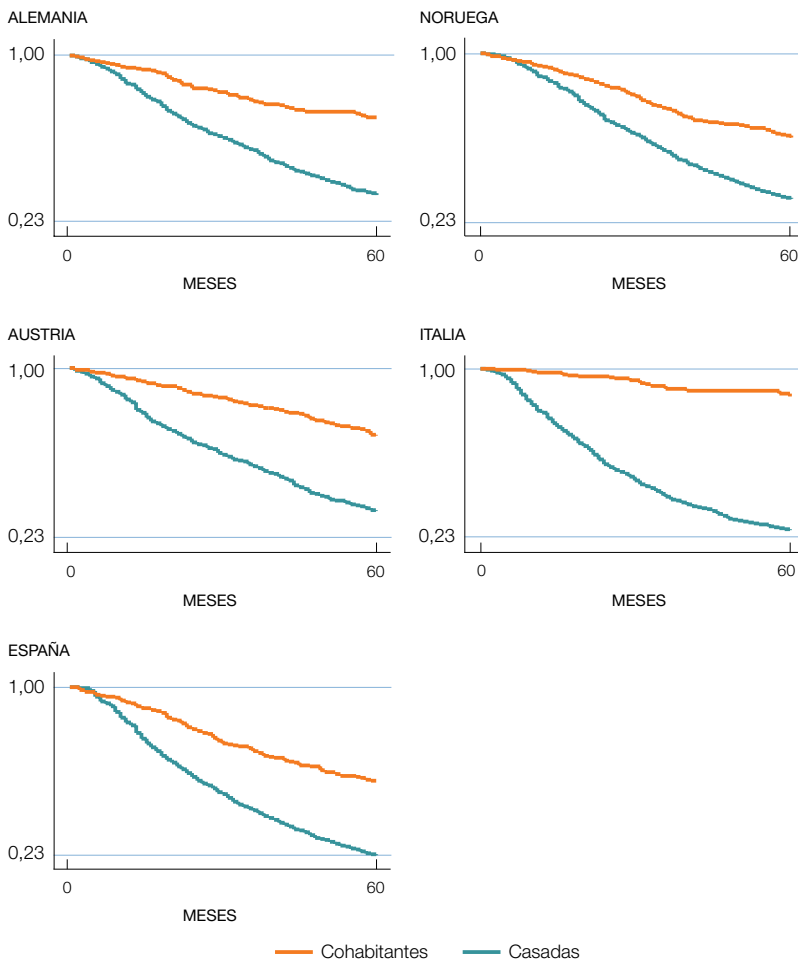 ALEMANIA
1,00
0,23
0
60
MESES
NORUEGA
1,00
0,23
0
60
MESES
AUSTRIA
1,00
0,23
0
60
MESES
ITALIA
1,00
0,23
0
60
MESES
ESPAÑA
1,00
0,23
0
60
MESES
Cohabitantes Casadas